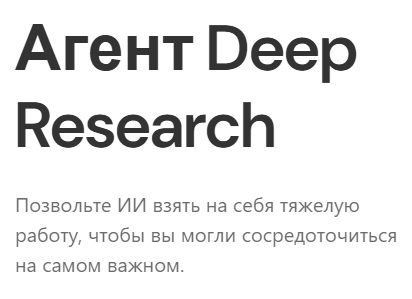 Агент Deep
Research
Позвольте ИИ взять на себя тяжелую
работу, чтобы вы могли сосредоточиться
на самом важном.